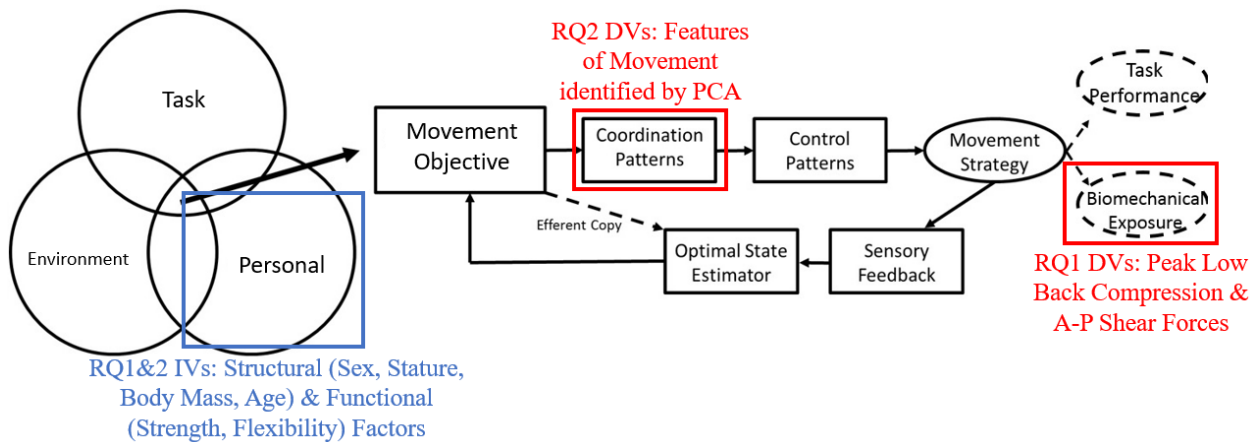 Task
Environment
Personal
RQ1&2 IVs: Structural (Sex, Stature,
Body Mass, Age) & Functional
(Strength, Flexibility) Factors
Movement
Objective
RQ2 DVs: Features
of Movement
identified by PCA
Coordination
Patterns
Control
Patterns
Movement
Strategy
Task
Performance
Biomechanical
Exposure
RQ1 DVs: Peak Low
Back Compression &
A-P Shear Forces
Efferent Copy
Optimal State
Estimator
Sensory
Feedback